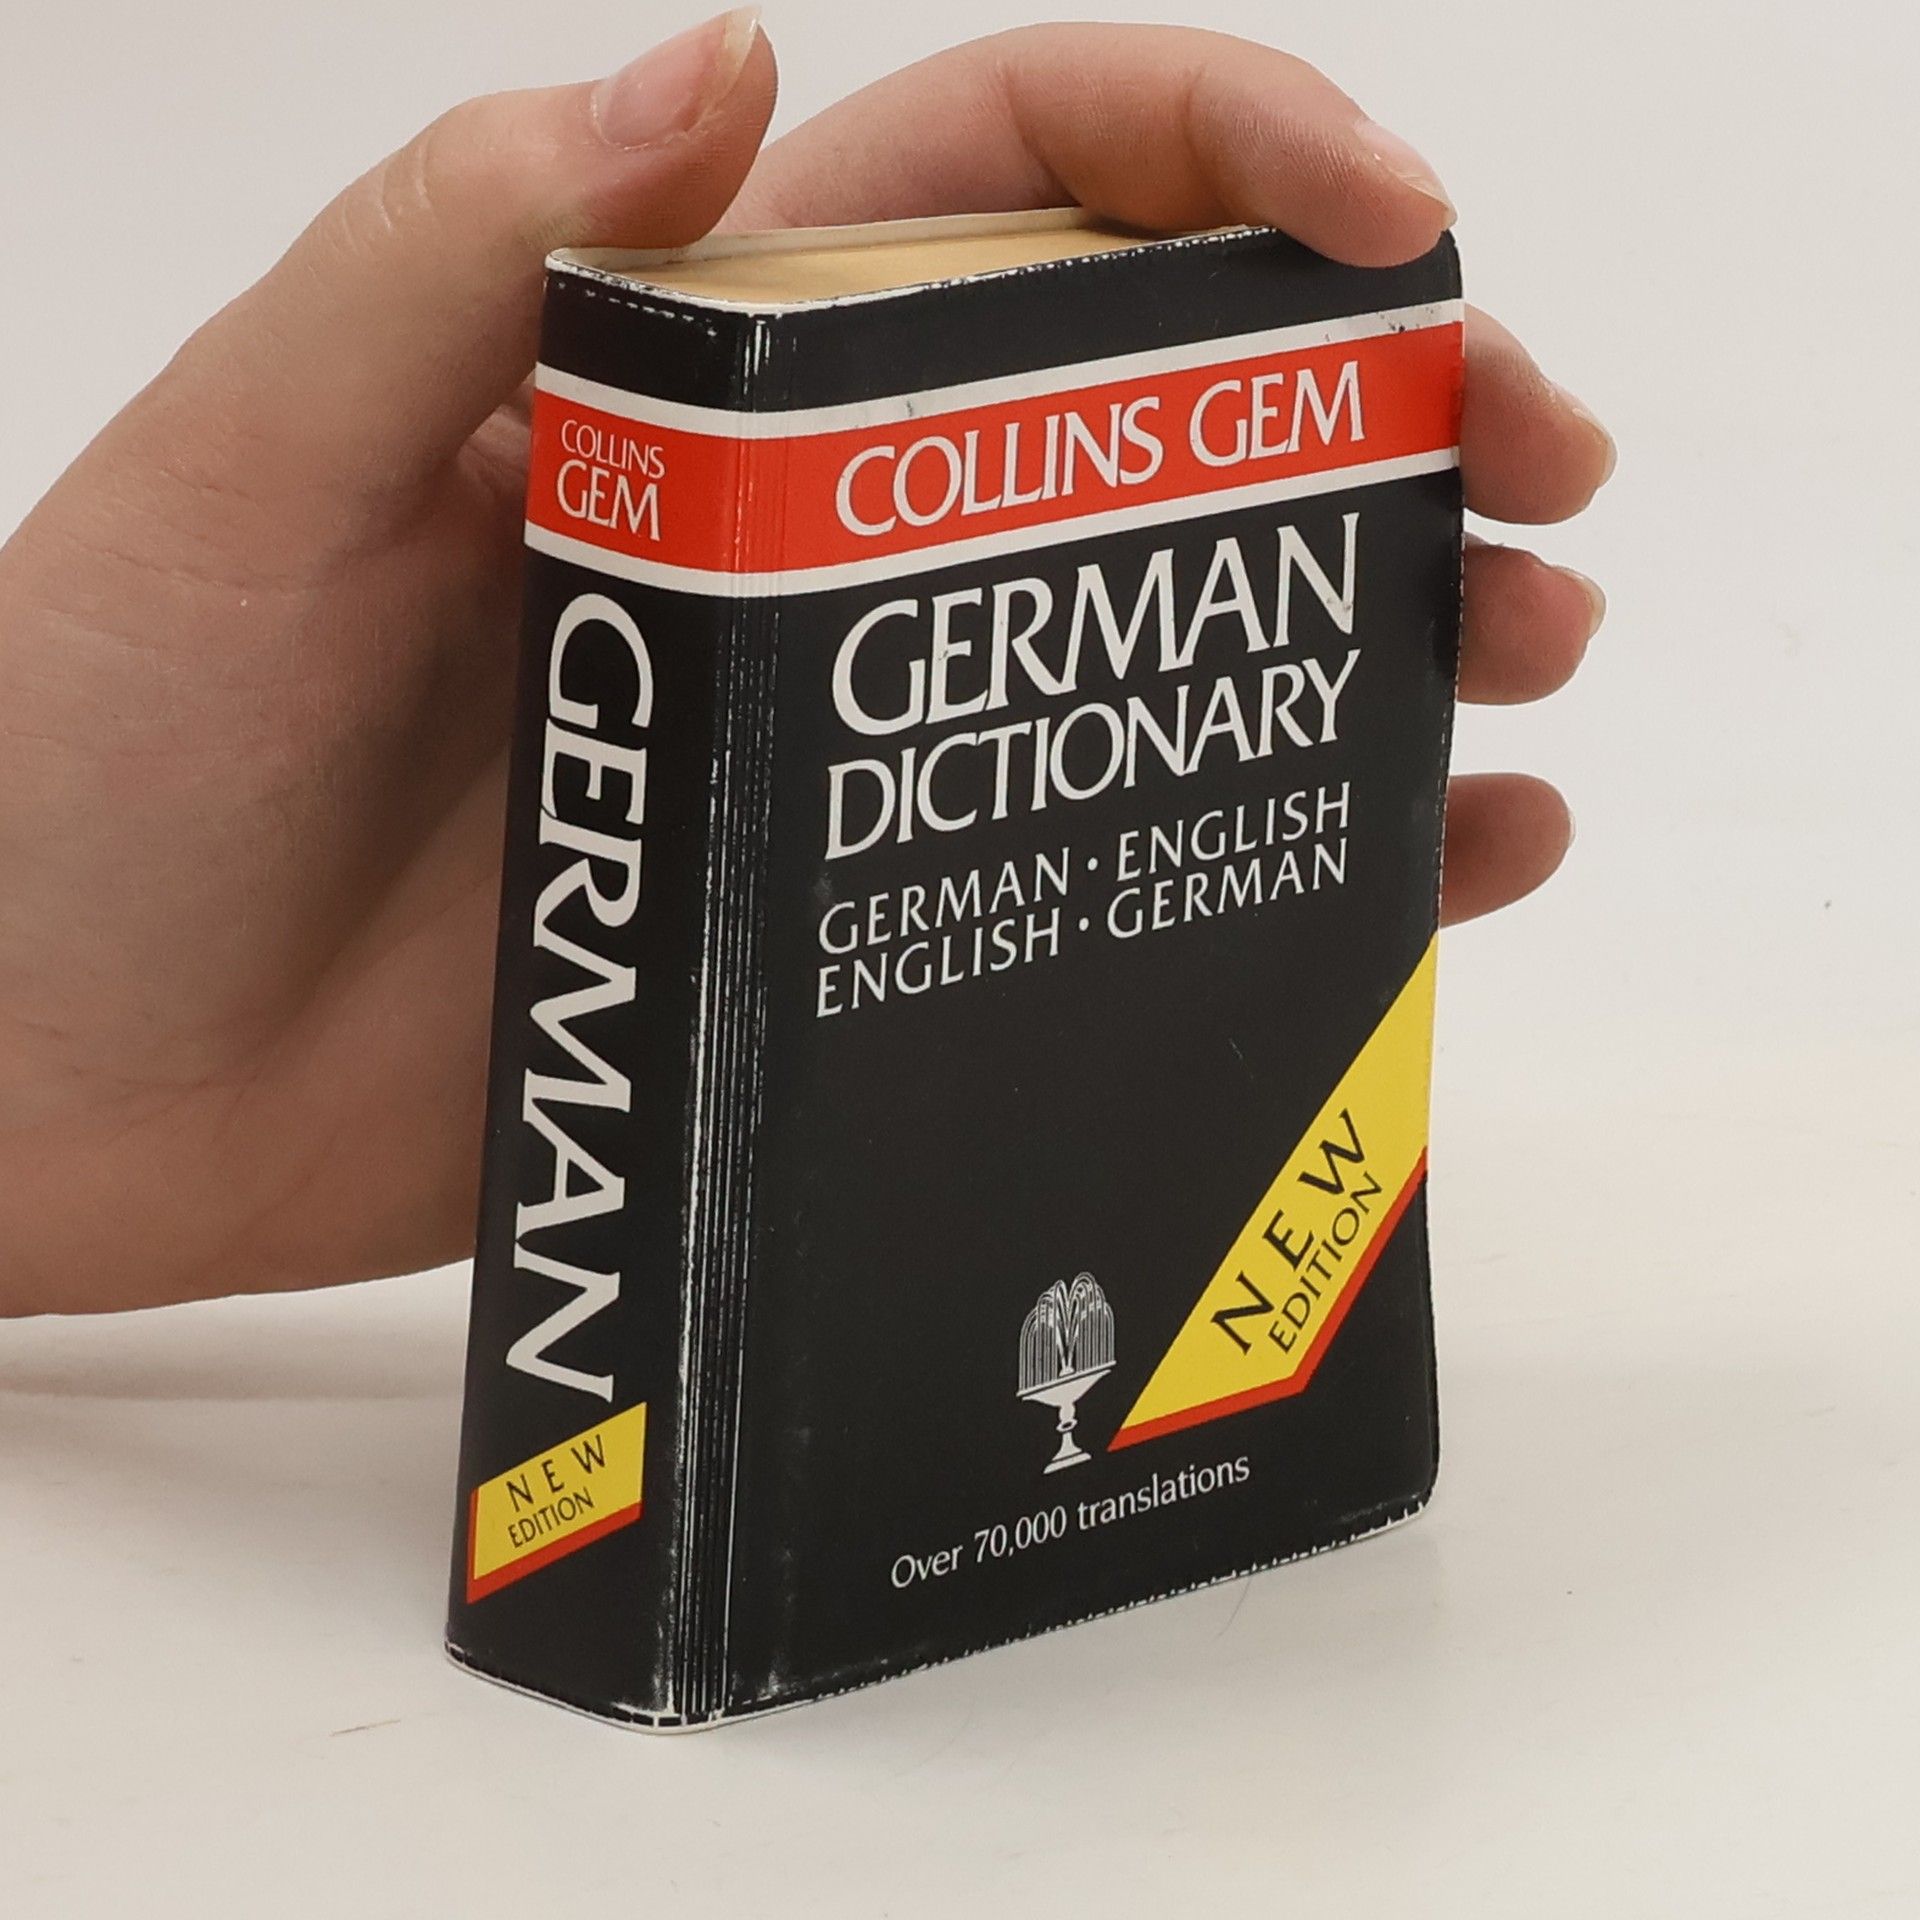 COLLINS
GEM
GERMAN
NEW
EDITION
COLLINS GEM
GERMAN
DICTIONARY
GERMAN • ENGLISH
ENGLISH • GERMAN
NEW
EDITION
Over 70,000 translations